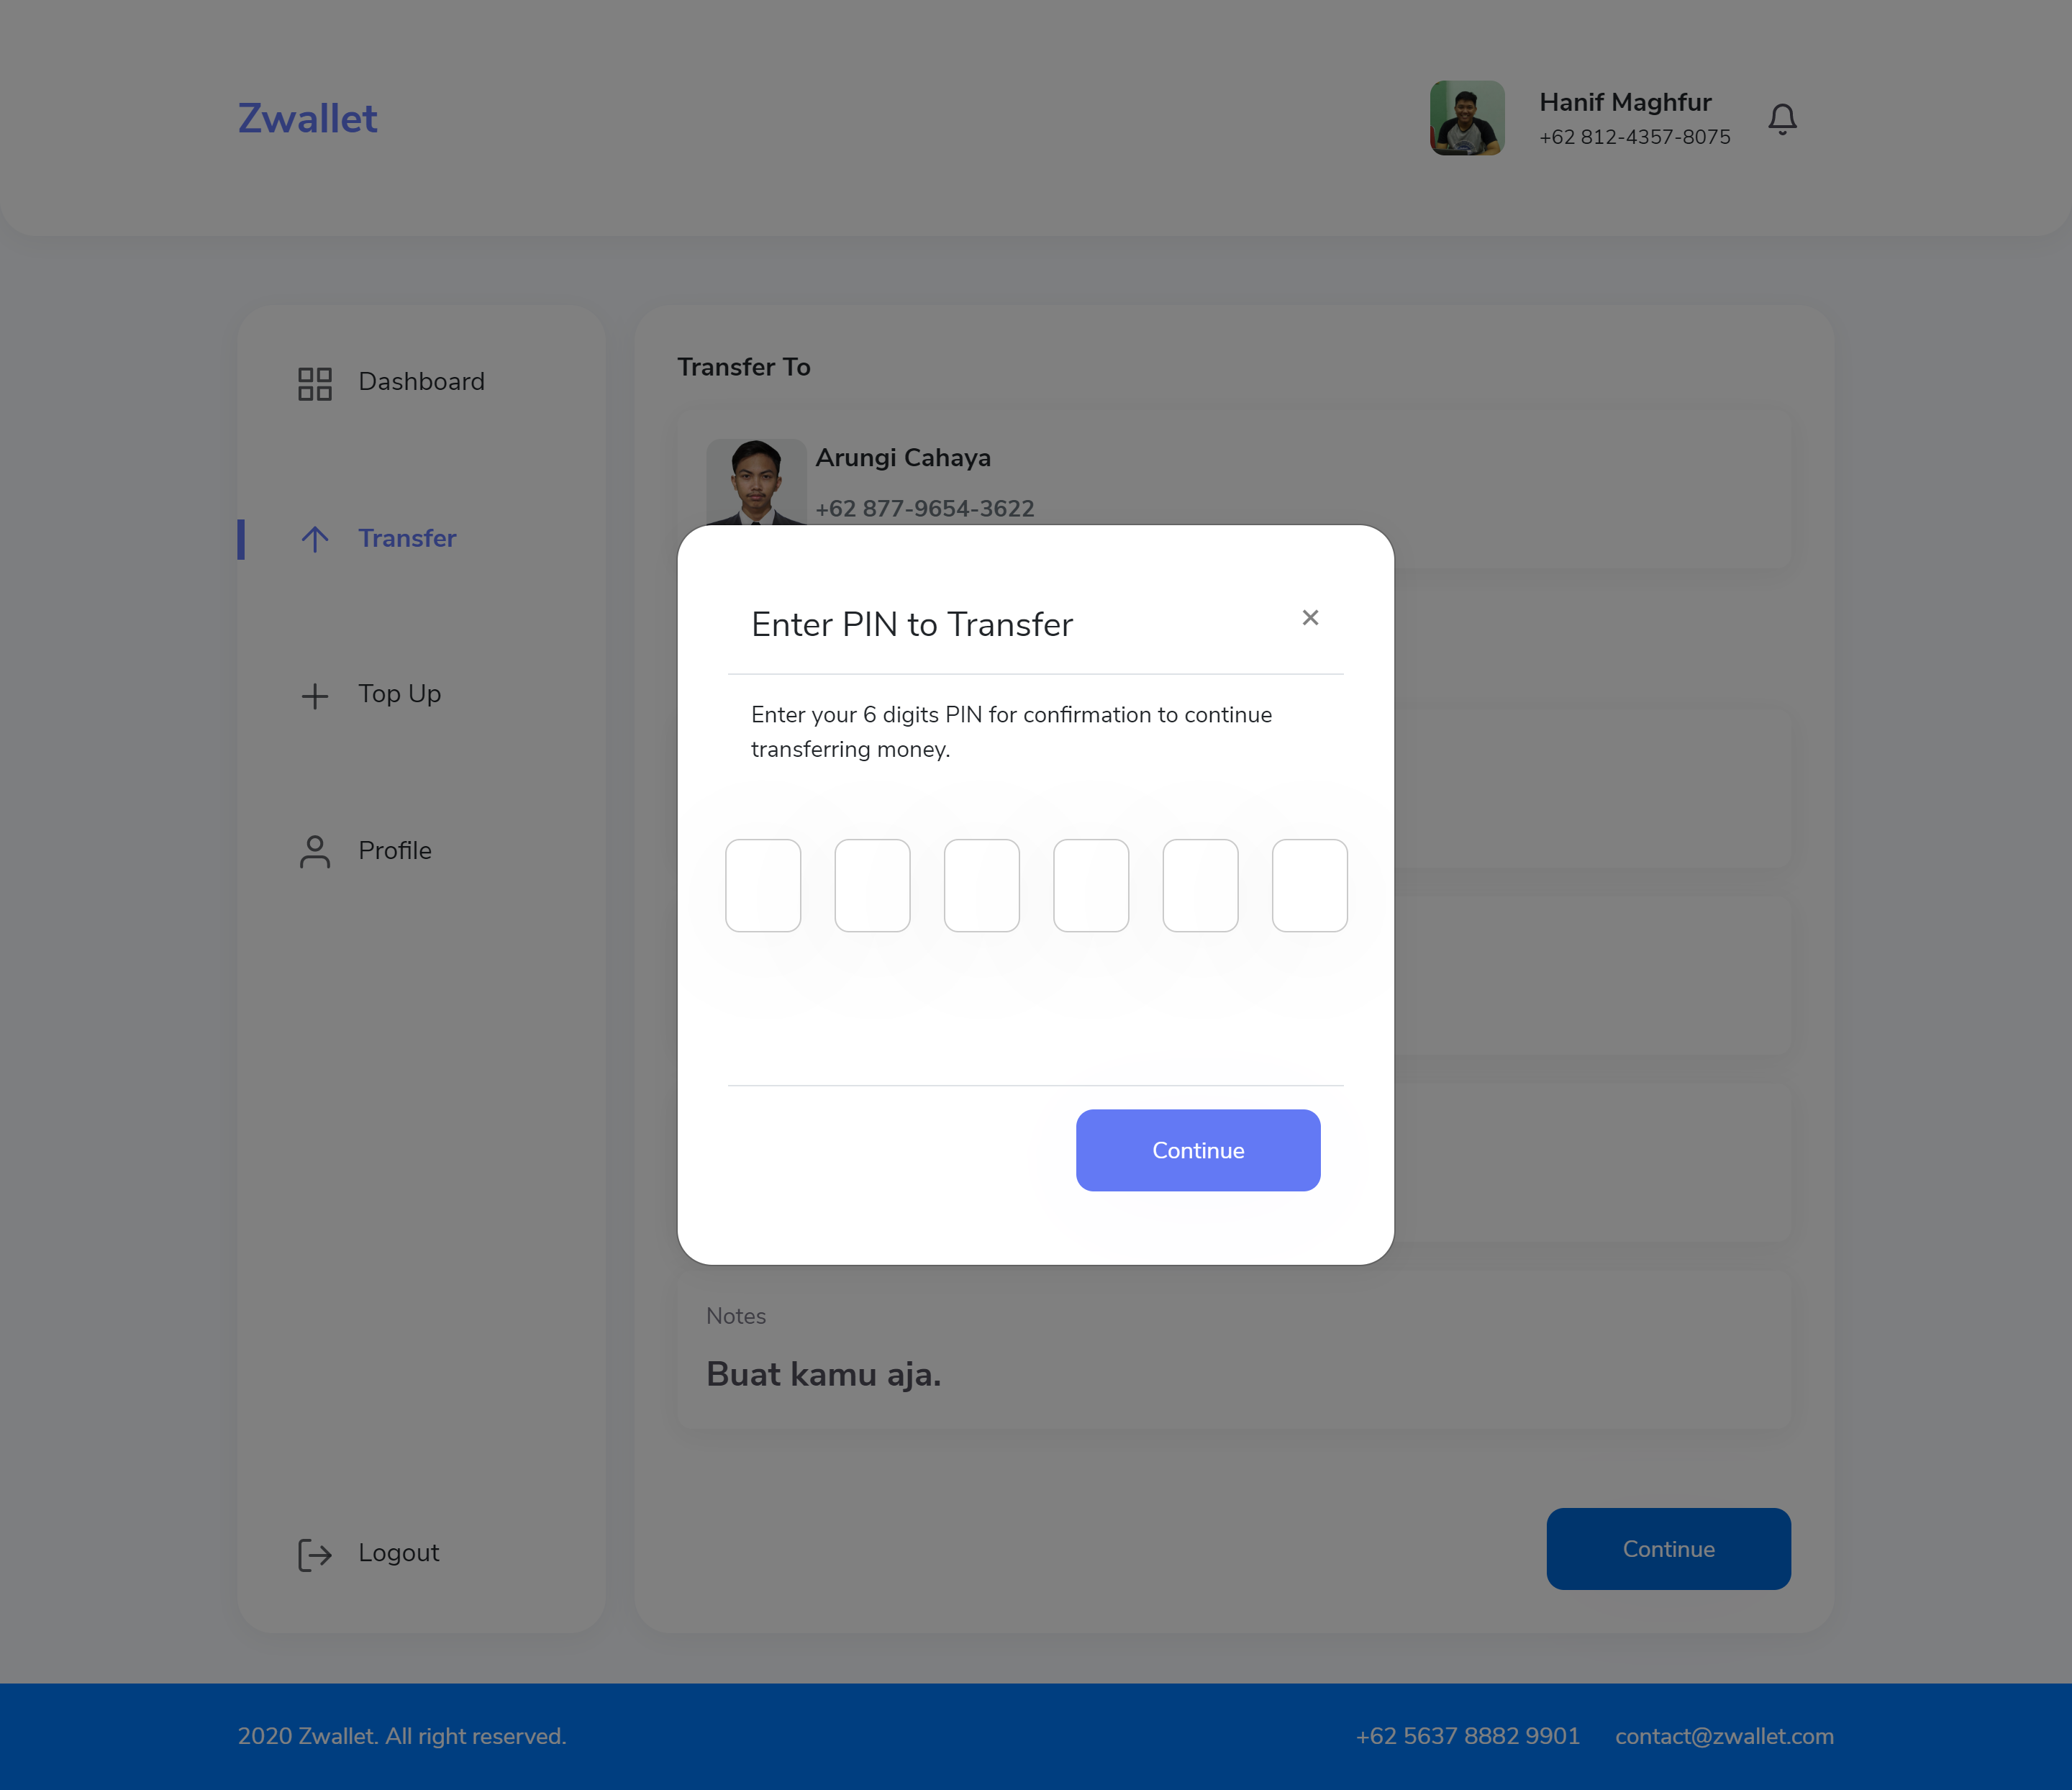 Zwallet
Hanif Maghfur
+62 812-4357-8075
Dashboard
Transfer
Top Up
Profile
Logout
Transfer To
Arungi Cahaya
+62 877-9654-3622
Enter PIN to Transfer
×
Enter your 6 digits PIN for confirmation to continue
transferring money.
Continue
Notes
Buat kamu aja.
Continue
2020 Zwallet. All right reserved.
+62 5637 8882 9901
contact@zwallet.com